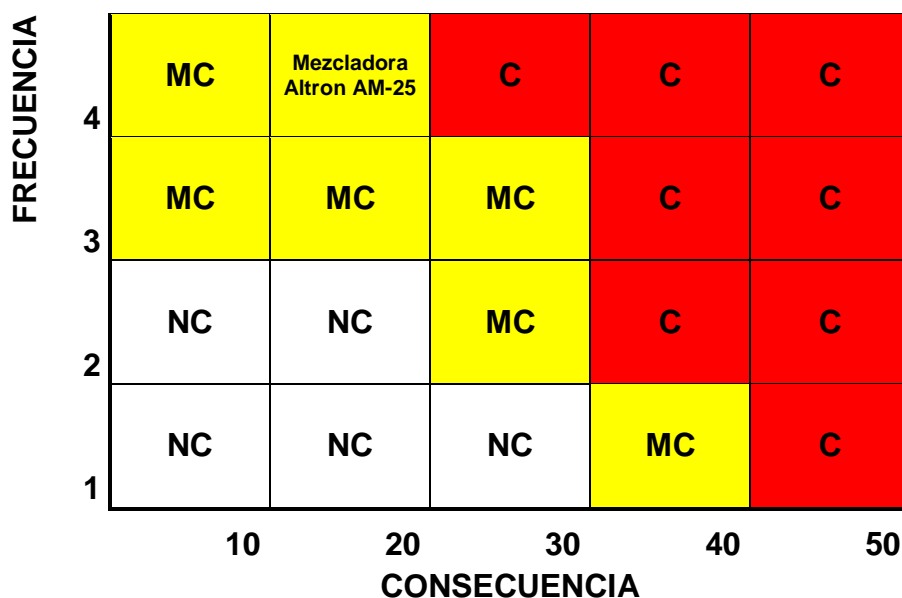 FRECUENCIA
4
MC
Mezcladora
Altron AM-25
C
C
C
3
MC
MC
MC
C
C
2
NC
NC
MC
C
C
1
NC
NC
NC
MC
C
10
20
30
40
50
CONSECUENCIA